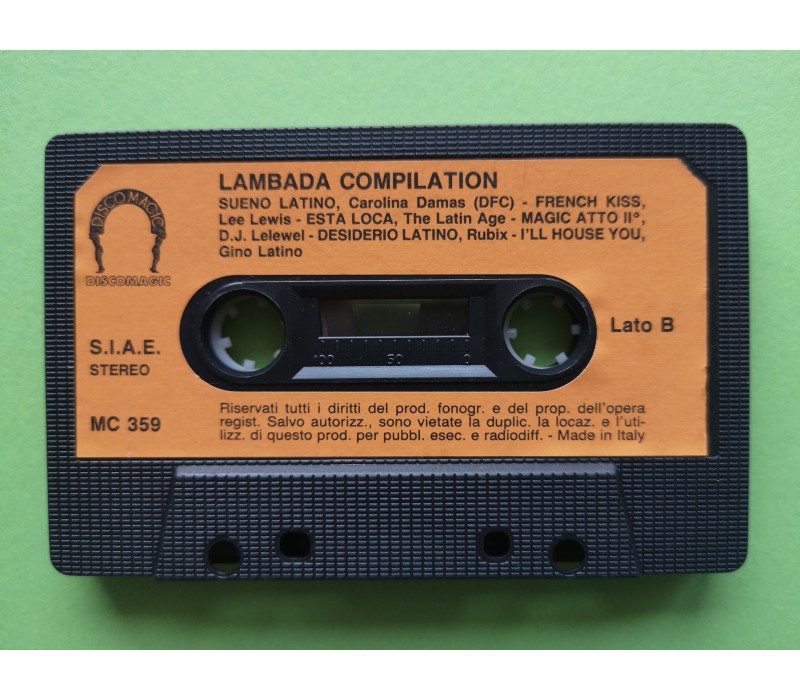 LAMBADA COMPILATION
SUENO LATINO, Carolina Damas (DFC) - FRENCH KISS,
Lee Lewis - ESTA LOCA, The Latin Age - MAGIC ATTO II°,
D.J. Lelewel - DESIDERIO LATINO, Rubix - I'LL HOUSE YOU,
Gino Latino
DISCO MAGIC
DISCOMAGIC
S.I.A.E.
STEREO
Lato B
100 50 0
MC 359
Riservati tutti i diritti del prod. fonogr. e del prop. dell'opera
regist. Salvo autorizz., sono vietate la duplic. la locaz. e l'uti-
lizz. di questo prod. per pubbl. esec. e radiodiff. - Made in Italy